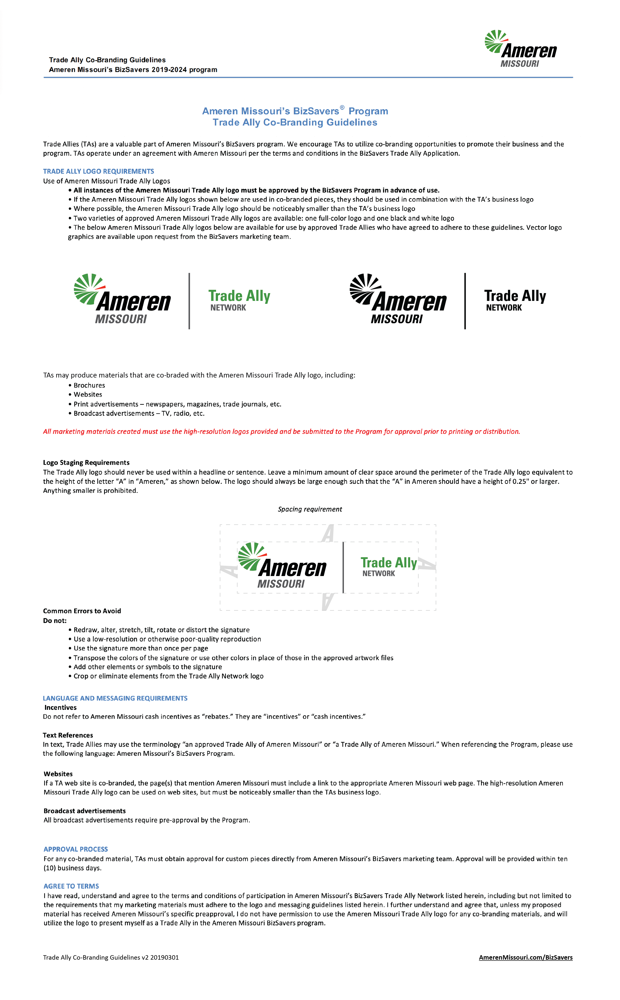 Ameren
MISSOURI
Trade Ally Co-Branding Guidelines
Ameren Missouri's BizSavers 2019-2024 program
Ameren Missouri's BizSavers® Program
Trade Ally Co-Branding Guidelines
Trade Allies (TAs) are a valuable part of Ameren Missouri's BizSavers program. We encourage TAs to utilize co-branding opportunities to promote their business and the
program. TAs operate under an agreement with Ameren Missouri per the terms and conditions in the BizSavers Trade Ally Application.
TRADE ALLY LOGO REQUIREMENTS
Use of Ameren Missouri Trade Ally Logos
• All instances of the Ameren Missouri Trade Ally logo must be approved by the BizSavers Program in advance of use.
• If the Ameren Missouri Trade Ally logos shown below are used in co-branded pieces, they should be used in combination with the TA's business logo
• Where possible, the Ameren Missouri Trade Ally logo should be noticeably smaller than the TA's business logo
• Two varieties of approved Ameren Missouri Trade Ally logos are available: one full-color logo and one black and white logo
• The below Ameren Missouri Trade Ally logos below are available for use by approved Trade Allies who have agreed to adhere to these guidelines. Vector logo
graphics are available upon request from the BizSavers marketing team.
Ameren
MISSOURI
Trade Ally
NETWORK
Ameren
MISSOURI
Trade Ally
NETWORK
TAs may produce materials that are co-braded with the Ameren Missouri Trade Ally logo, including:
• Brochures
• Websites
• Print advertisements – newspapers, magazines, trade journals, etc.
• Broadcast advertisements – TV, radio, etc.
All marketing materials created must use the high-resolution logos provided and be submitted to the Program for approval prior to printing or distribution.
Logo Staging Requirements
The Trade Ally logo should never be used within a headline or sentence. Leave a minimum amount of clear space around the perimeter of the Trade Ally logo equivalent to
the height of the letter "A" in "Ameren," as shown below. The logo should always be large enough such that the "A" in Ameren should have a height of 0.25" or larger.
Anything smaller is prohibited.
Spacing requirement
A
A
Ameren
MISSOURI
Trade Ally
NETWORK
A
A
Common Errors to Avoid
Do not:
• Redraw, alter, stretch, tilt, rotate or distort the signature
• Use a low-resolution or otherwise poor-quality reproduction
• Use the signature more than once per page
• Transpose the colors of the signature or use other colors in place of those in the approved artwork files
• Add other elements or symbols to the signature
• Crop or eliminate elements from the Trade Ally Network logo
LANGUAGE AND MESSAGING REQUIREMENTS
Incentives
Do not refer to Ameren Missouri cash incentives as "rebates." They are "incentives" or "cash incentives."
Text References
In text, Trade Allies may use the terminology "an approved Trade Ally of Ameren Missouri" or "a Trade Ally of Ameren Missouri." When referencing the Program, please use
the following language: Ameren Missouri's BizSavers Program.
Websites
If a TA web site is co-branded, the page(s) that mention Ameren Missouri must include a link to the appropriate Ameren Missouri web page. The high-resolution Ameren
Missouri Trade Ally logo can be used on web sites, but must be noticeably smaller than the TAs business logo.
Broadcast advertisements
All broadcast advertisements require pre-approval by the Program.
APPROVAL PROCESS
For any co-branded material, TAs must obtain approval for custom pieces directly from Ameren Missouri's BizSavers marketing team. Approval will be provided within ten
(10) business days.
AGREE TO TERMS
I have read, understand and agree to the terms and conditions of participation in Ameren Missouri's BizSavers Trade Ally Network listed herein, including but not limited to
the requirements that my marketing materials must adhere to the logo and messaging guidelines listed herein. I further understand and agree that, unless my proposed
material has received Ameren Missouri's specific preapproval, I do not have permission to use the Ameren Missouri Trade Ally logo for any co-branding materials, and will
utilize the logo to present myself as a Trade Ally in the Ameren Missouri BizSavers program.
Trade Ally Co-Branding Guidelines v2 20190301
AmerenMissouri.com/BizSavers